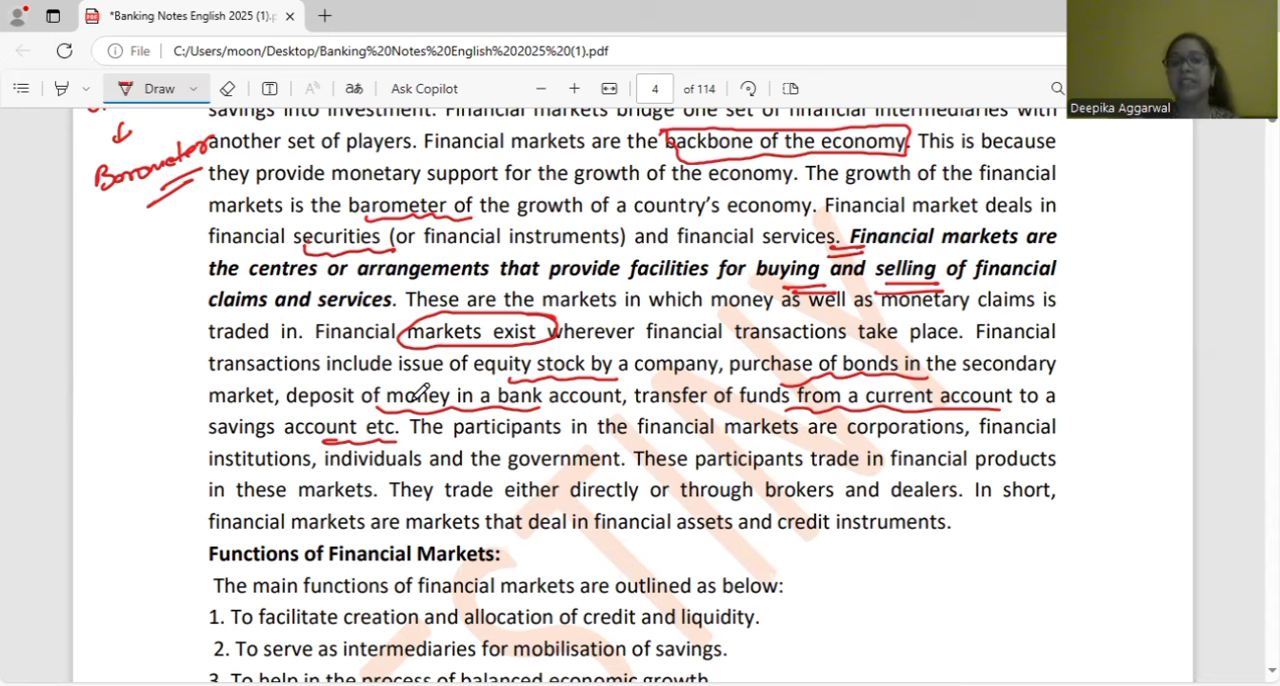 *Banking Notes English 2025 (1).p
File C:/Users/moon/Desktop/Banking%20Notes%20English%202025%20(1).pdf
Draw Ask Copilot 4 of 114
Deepika Aggarwal
savings into investment. Financial markets bridge one set of financial intermediaries with
Barometer
another set of players. Financial markets are the backbone of the economy. This is because
they provide monetary support for the growth of the economy. The growth of the financial
markets is the barometer of the growth of a country’s economy. Financial market deals in
financial securities (or financial instruments) and financial services. Financial markets are
the centres or arrangements that provide facilities for buying and selling of financial
claims and services. These are the markets in which money as well as monetary claims is
traded in. Financial markets exist wherever financial transactions take place. Financial
transactions include issue of equity stock by a company, purchase of bonds in the secondary
market, deposit of money in a bank account, transfer of funds from a current account to a
savings account etc. The participants in the financial markets are corporations, financial
institutions, individuals and the government. These participants trade in financial products
in these markets. They trade either directly or through brokers and dealers. In short,
financial markets are markets that deal in financial assets and credit instruments.
Functions of Financial Markets:
The main functions of financial markets are outlined as below:
1. To facilitate creation and allocation of credit and liquidity.
2. To serve as intermediaries for mobilisation of savings.
3. To help in the process of balanced economic growth.